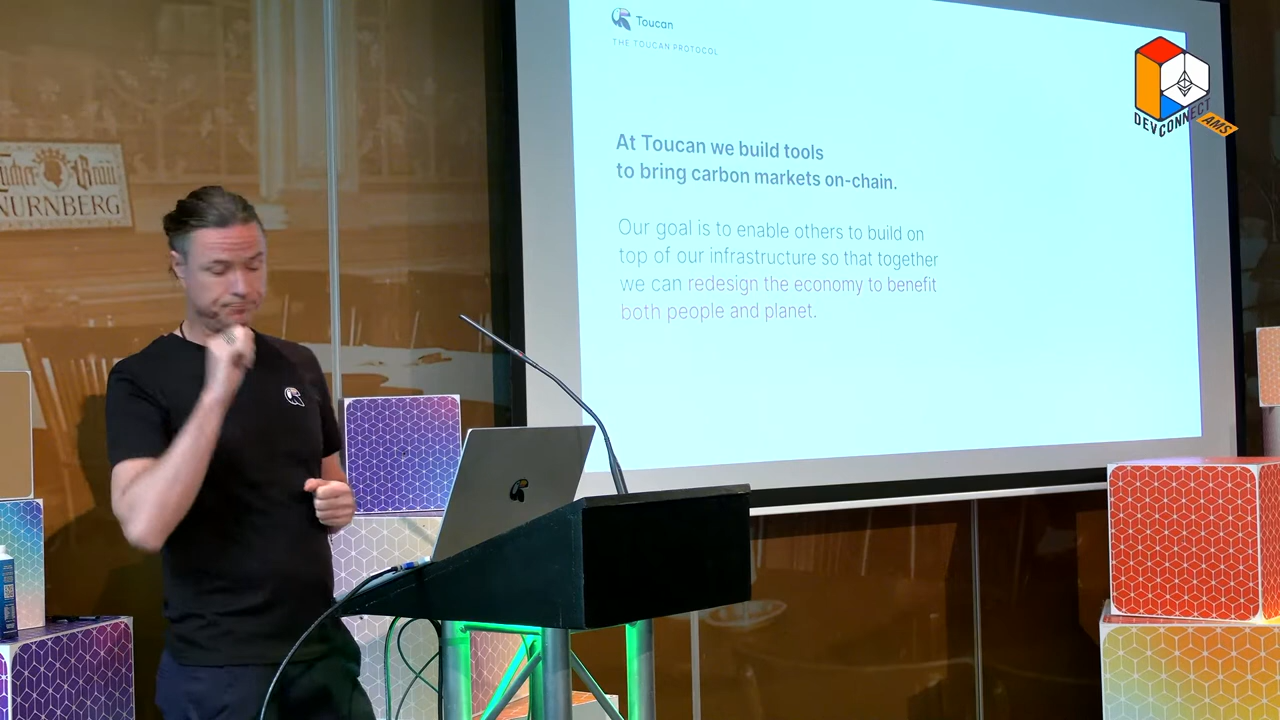 Toucan
THE TOUCAN PROTOCOL
At Toucan we build tools
to bring carbon markets on-chain.
Our goal is to enable others to build on
top of our infrastructure so that together
we can redesign the economy to benefit
both people and planet.
DEVCONNECT
AMS
Tucher Bräu
NURNBERG